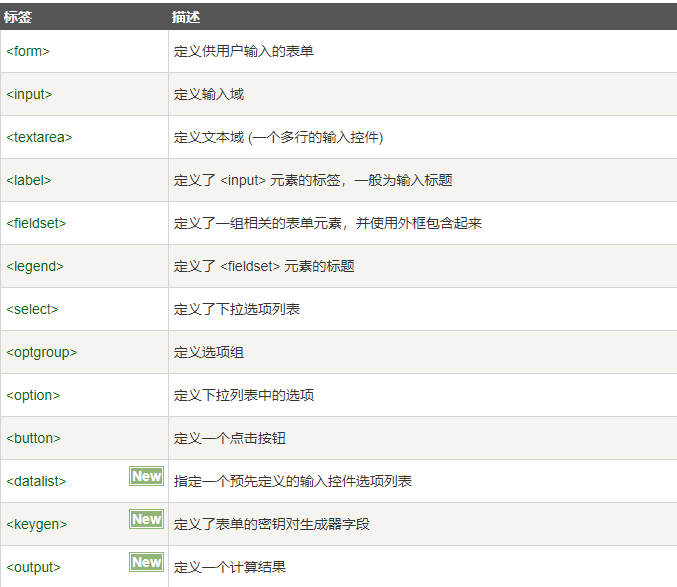 标签 描述
<form> 定义供用户输入的表单
<input> 定义输入域
<textarea> 定义文本域 (一个多行的输入控件)
<label> 定义了 <input> 元素的标签，一般为输入标题
<fieldset> 定义了一组相关的表单元素，并使用外框包含起来
<legend> 定义了 <fieldset> 元素的标题
<select> 定义了下拉选项列表
<optgroup> 定义选项组
<option> 定义下拉列表中的选项
<button> 定义一个点击按钮
<datalist> New 指定一个预先定义的输入控件选项列表
<keygen> New 定义了表单的密钥对生成器字段
<output> New 定义一个计算结果